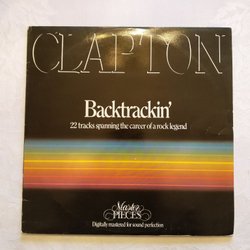 CLAPTON
Backtrackin'
22 tracks spanning the career of a rock legend
Master
PIECES
Digitally mastered for sound perfection